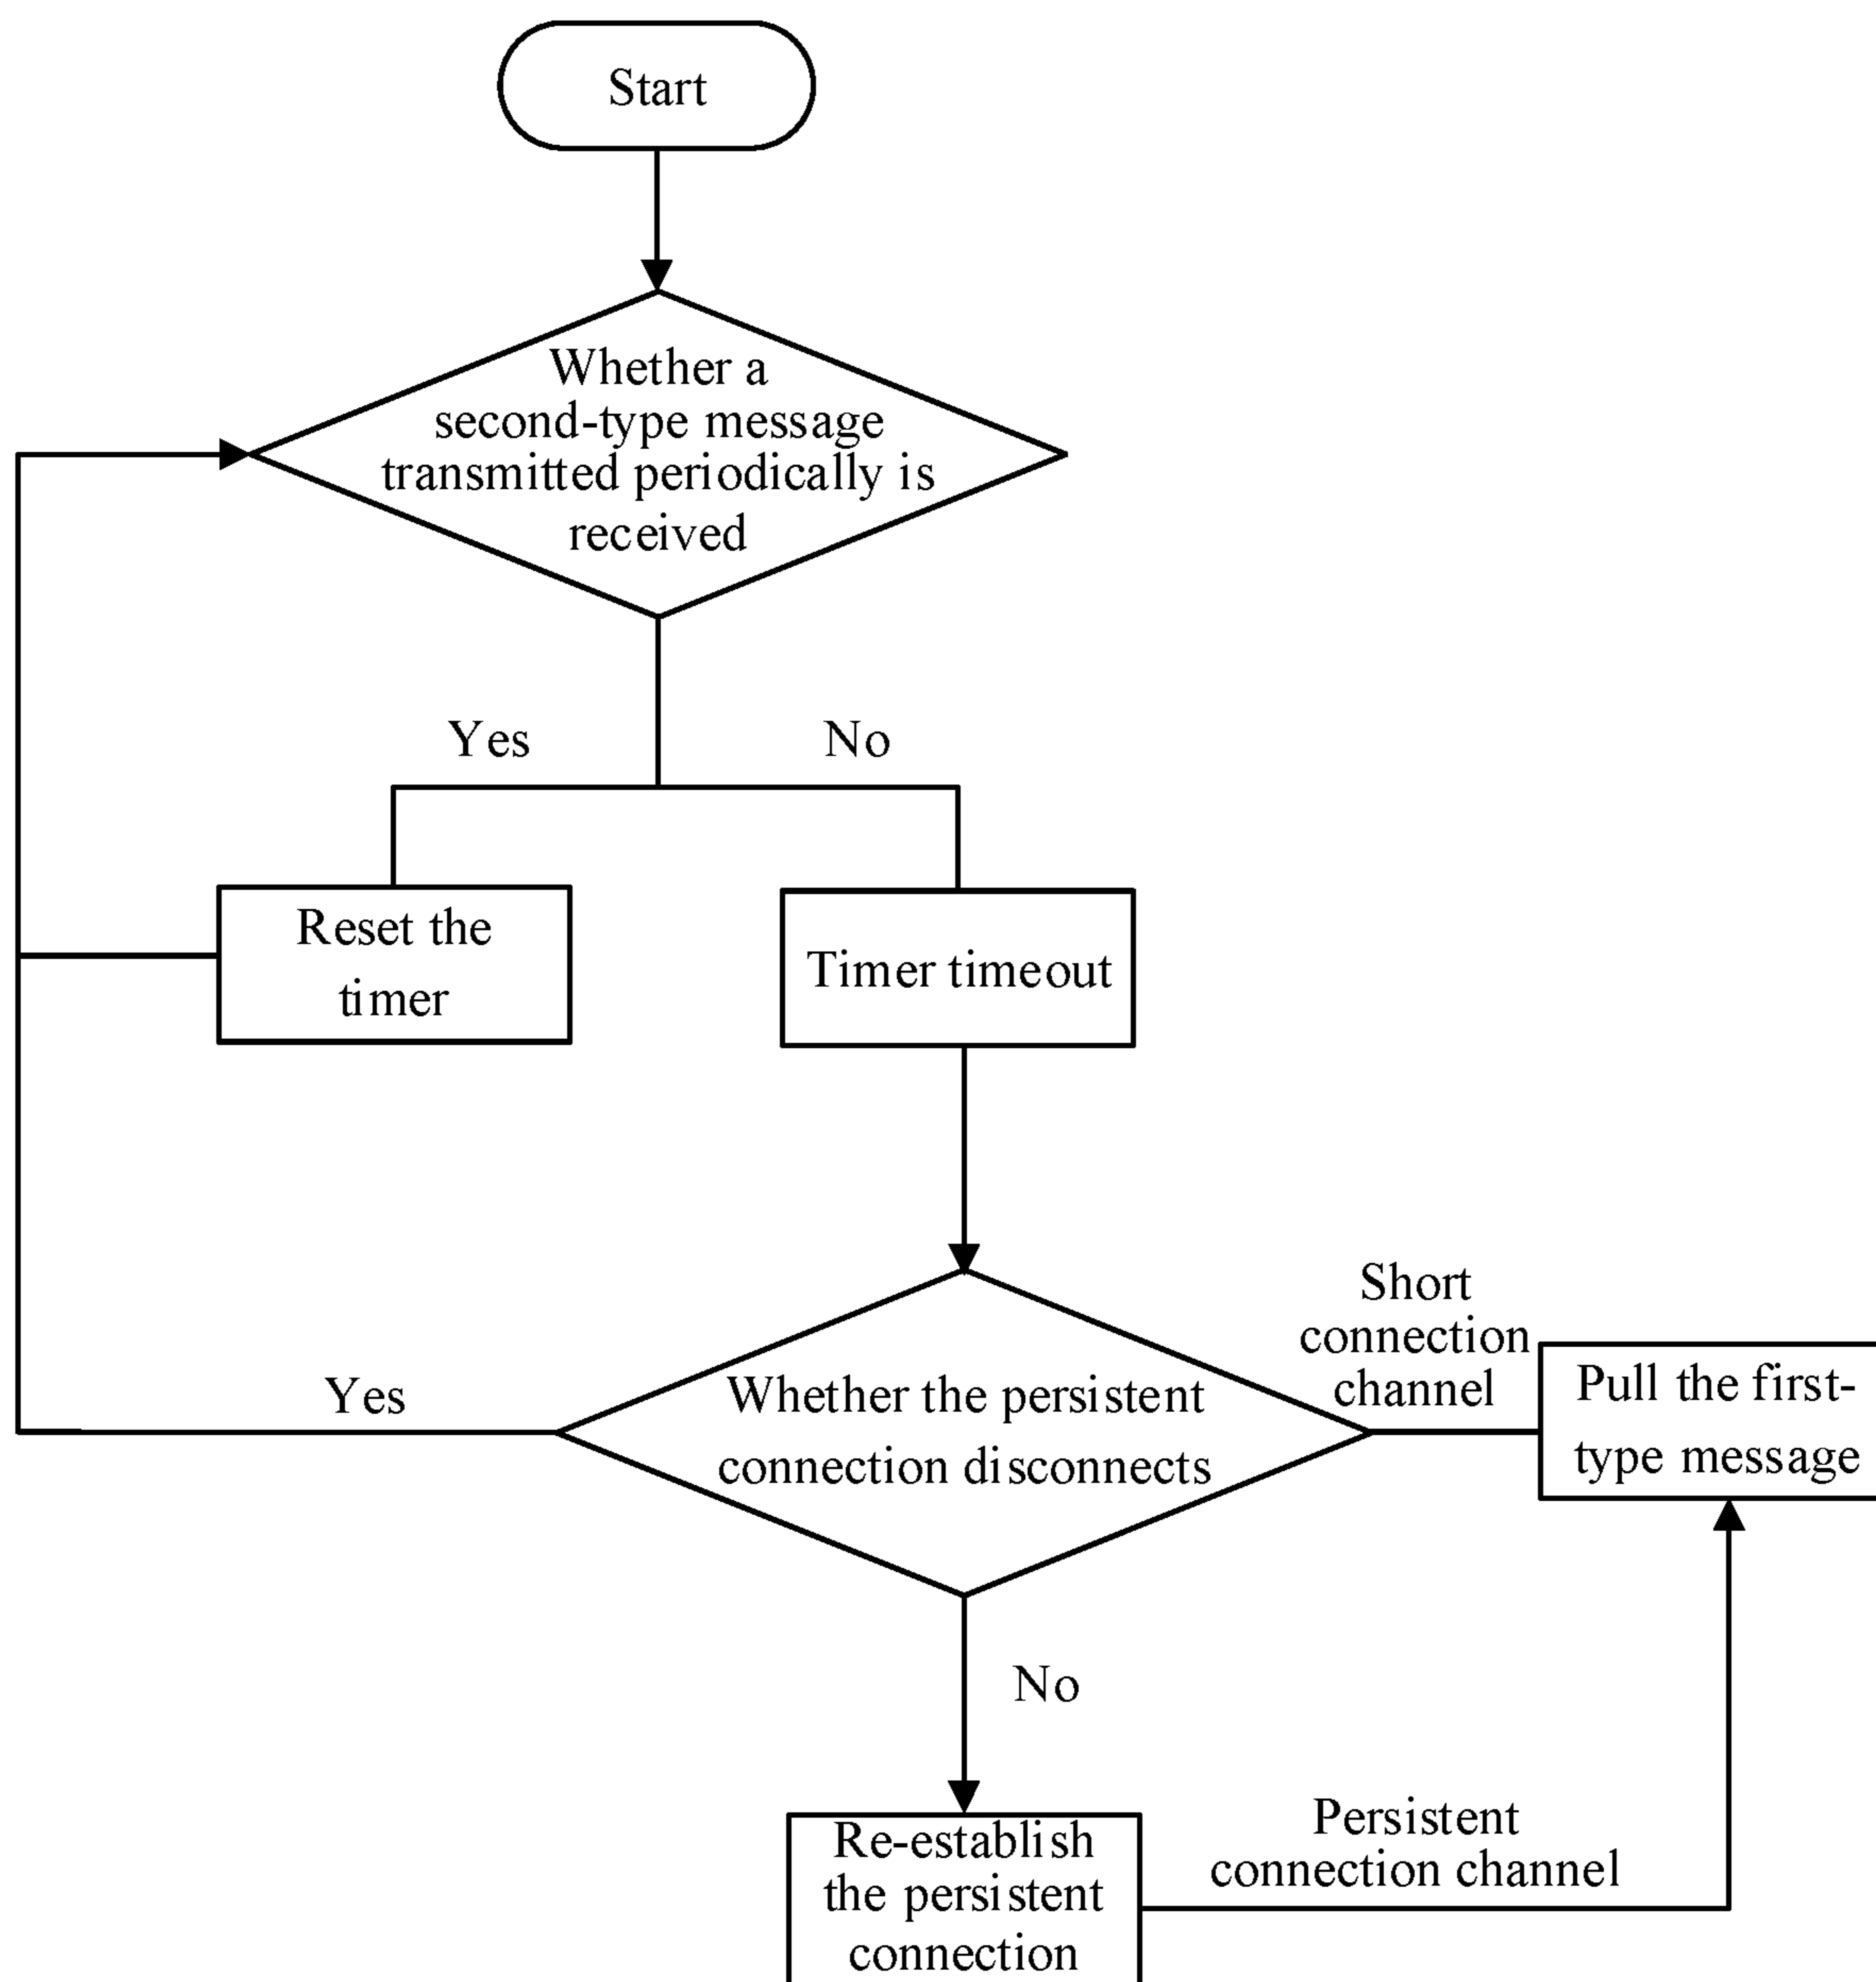 Start
Whether a
second-type message
transmitted periodically is
received
Yes
No
Reset the
timer
Timer timeout
Short
connection
channel
Pull the first-
type message
Yes
Whether the persistent
connection disconnects
No
Re-establish
the persistent
connection
Persistent
connection channel